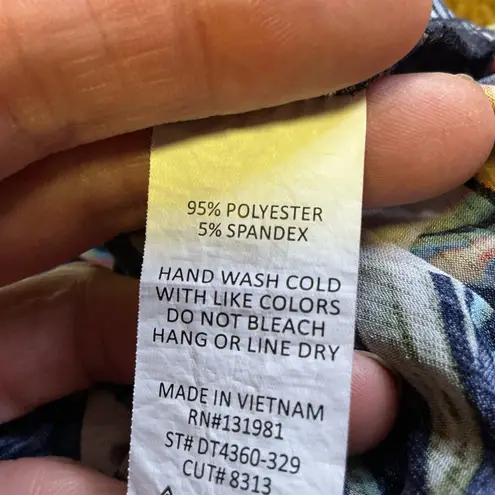 95% POLYESTER
5% SPANDEX
HAND WASH COLD
WITH LIKE COLORS
DO NOT BLEACH
HANG OR LINE DRY
MADE IN VIETNAM
RN#131981
ST# DT4360-329
CUT# 8313